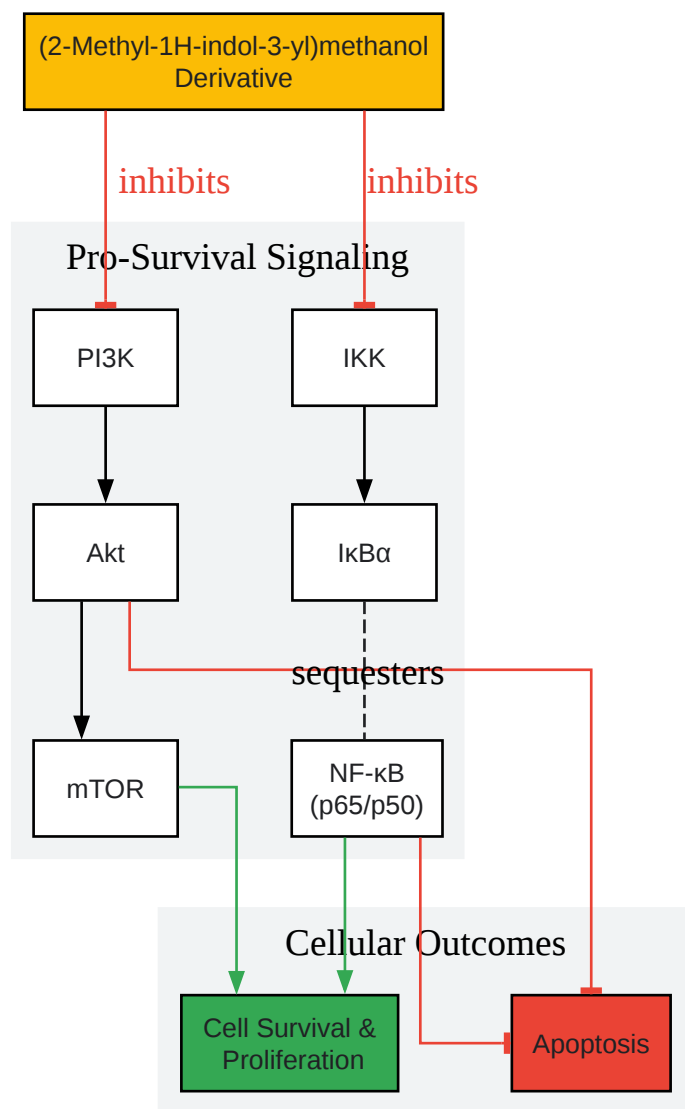 (2-Methyl-1H-indol-3-yl)methanol
Derivative
inhibits
inhibits
Pro-Survival Signaling
PI3K
IKK
Akt
IκBα
sequesters
mTOR
NF-κB
(p65/p50)
Cellular Outcomes
Cell Survival &
Proliferation
Apoptosis